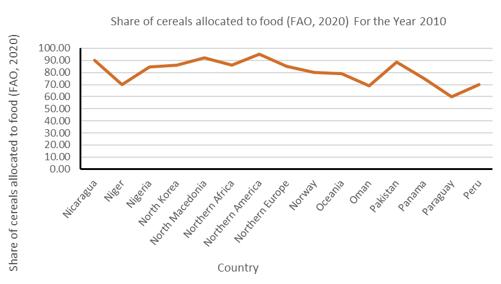 Share of cereals allocated to food (FAO, 2020) For the Year 2010
Share of cereals allocated to food (FAO, 2020)
100.00
90.00
80.00
70.00
60.00
50.00
40.00
30.00
20.00
10.00
0.00
Nicaragua
Niger
Nigeria
North Korea
North Macedonia
Northern Africa
Northern America
Northern Europe
Norway
Oceania
Oman
Pakistan
Panama
Paraguay
Peru
Country